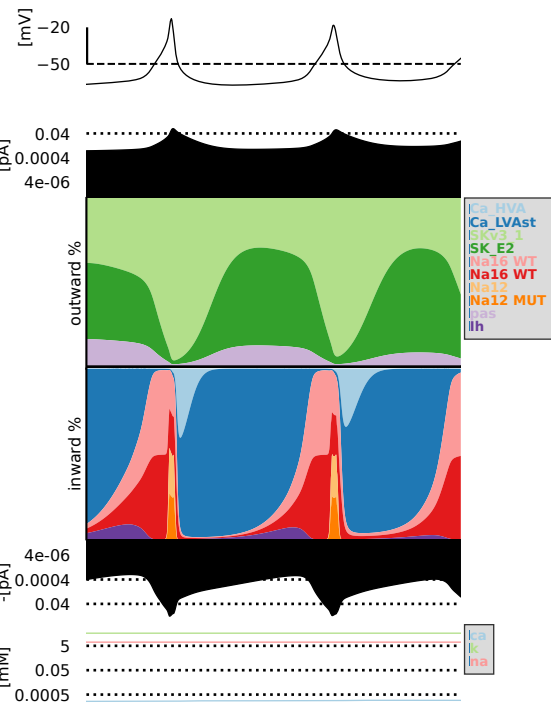 [mV]
−20
−50
[pA]
0.04
0.0004
4e-06
outward %
Ca_HVA
Ca_LVAst
SKv3_1
SK_E2
Na16 WT
Na16 WT
Na12
Na12 MUT
pas
Ih
inward %
-[pA]
4e-06
0.0004
0.04
[mM]
5
0.05
0.0005
ca
k
na